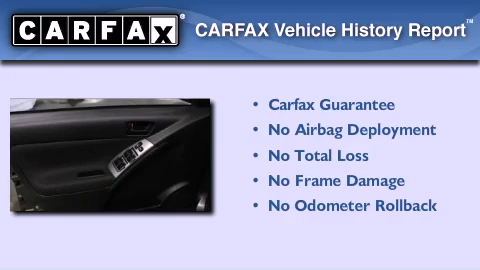 CARFAX® CARFAX Vehicle History Report™
• Carfax Guarantee
• No Airbag Deployment
• No Total Loss
• No Frame Damage
• No Odometer Rollback